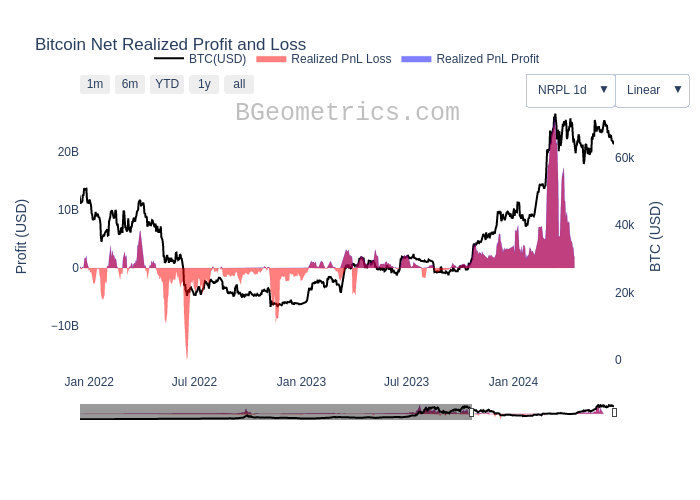 Bitcoin Net Realized Profit and Loss
BTC(USD) Realized PnL Loss Realized PnL Profit
1m 6m YTD 1y all
NRPL 1d ▼ Linear ▼
BGeometrics.com
20B
10B
0
−10B
Profit (USD)
60k
40k
20k
0
BTC (USD)
Jan 2022 Jul 2022 Jan 2023 Jul 2023 Jan 2024